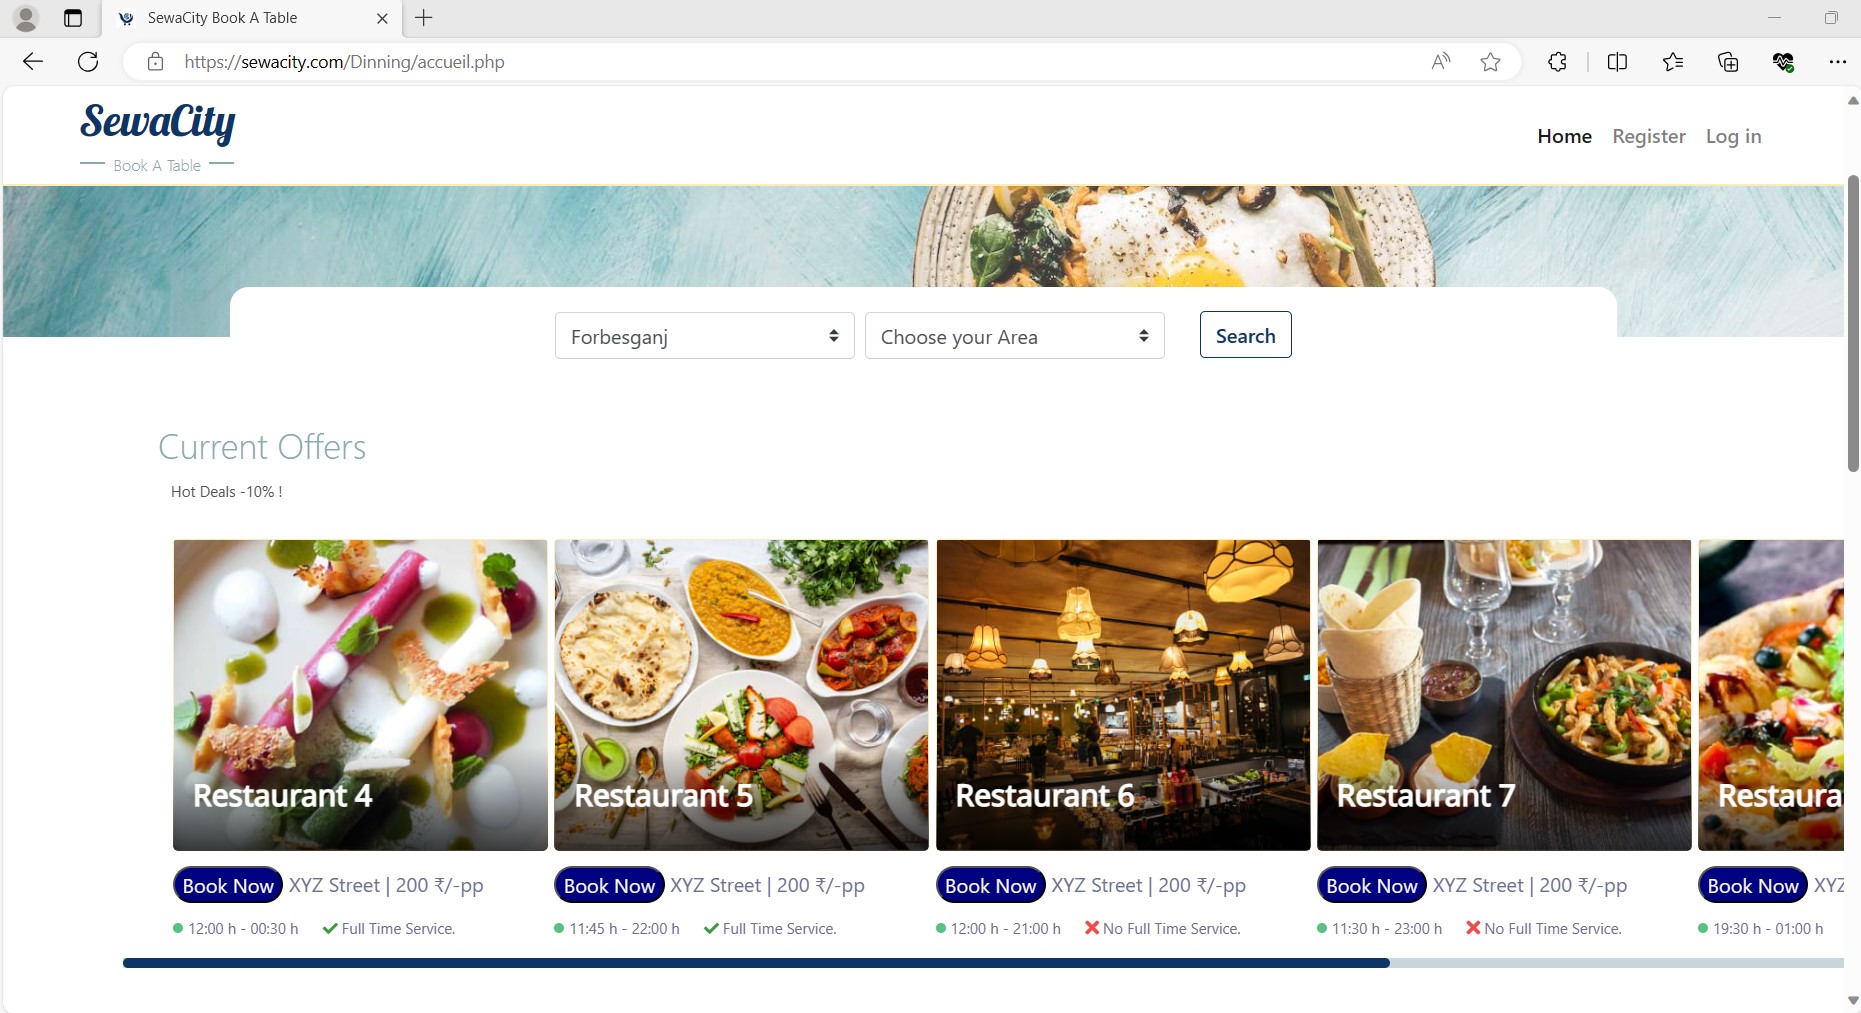 SewaCity Book A Table
https://sewacity.com/Dinning/accueil.php
SewaCity
Book A Table
Home Register Log in
Forbesganj
Choose your Area
Search
Current Offers
Hot Deals -10% !
Restaurant 4
Restaurant 5
Restaurant 6
Restaurant 7
Restaura
Book Now XYZ Street | 200 ₹/-pp
Book Now XYZ Street | 200 ₹/-pp
Book Now XYZ Street | 200 ₹/-pp
Book Now XYZ Street | 200 ₹/-pp
Book Now XYZ
12:00 h - 00:30 h Full Time Service.
11:45 h - 22:00 h Full Time Service.
12:00 h - 21:00 h No Full Time Service.
11:30 h - 23:00 h No Full Time Service.
19:30 h - 01:00 h